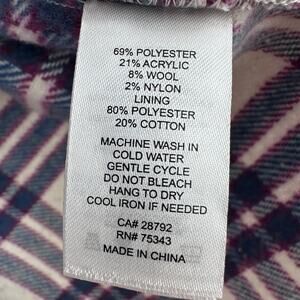 69% POLYESTER
21% ACRYLIC
8% WOOL
2% NYLON
LINING
80% POLYESTER
20% COTTON
MACHINE WASH IN
COLD WATER
GENTLE CYCLE
DO NOT BLEACH
HANG TO DRY
COOL IRON IF NEEDED
CA# 28792
RN# 75343
MADE IN CHINA